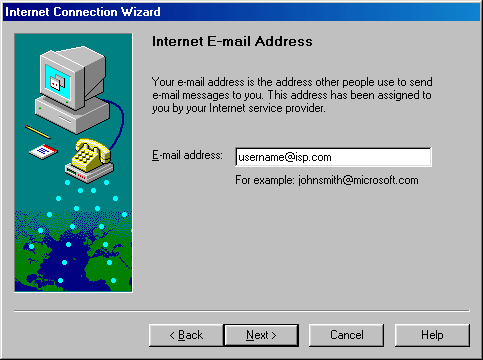 Internet Connection Wizard
Internet E-mail Address
Your e-mail address is the address other people use to send
e-mail messages to you. This address has been assigned to
you by your Internet service provider.
E-mail address: username@isp.com
For example: johnsmith@microsoft.com
< Back Next > Cancel Help